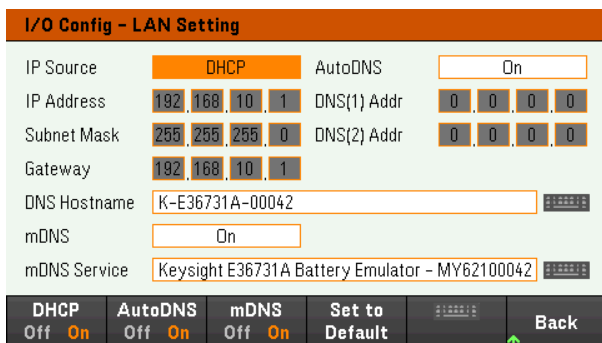 I/O Config - LAN Setting
IP Source DHCP AutoDNS On
IP Address 192 . 168 . 10 . 1 DNS(1) Addr 0 . 0 . 0 . 0
Subnet Mask 255 . 255 . 255 . 0 DNS(2) Addr 0 . 0 . 0 . 0
Gateway 192 . 168 . 10 . 1
DNS Hostname K-E36731A-00042
mDNS On
mDNS Service Keysight E36731A Battery Emulator - MY62100042
DHCP AutoDNS mDNS Set to
Off On Off On Off On Default Back